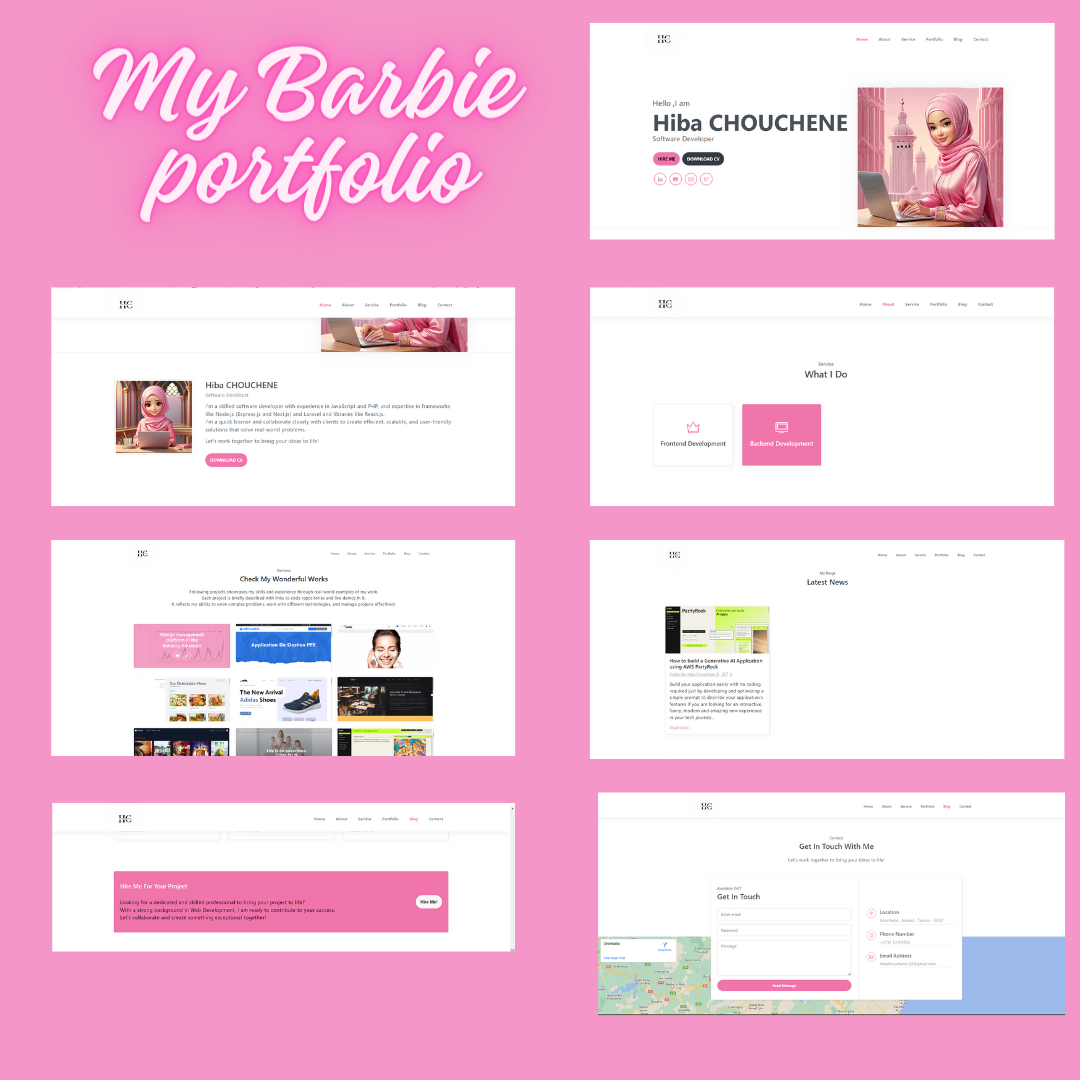 My Barbie
portfolio
HC
Home About Service Portfolio Blog Contact
Hello ,I am
Hiba CHOUCHENE
Software Developer
HIRE ME DOWNLOAD CV
HC
Home About Service Portfolio Blog Contact
Hiba CHOUCHENE
Software Developer
I'm a skilled software developer with experience in JavaScript and PHP, and expertise in frameworks
like Node.js (Express.js and Nest.js) and Laravel and libraries like React.js.
I'm a quick learner and collaborate closely with clients to create efficient, scalable, and user-friendly
solutions that solve real-world problems.
Let's work together to bring your ideas to life!
DOWNLOAD CV
HC
Home About Service Portfolio Blog Contact
Service
What I Do
Frontend Development
Backend Development
HC
Home About Service Portfolio Blog Contact
Portfolio
Check My Wonderful Works
Following projects showcases my skills and experience through real-world examples of my work.
Each project is briefly described with links to code repositories and live demos in it.
It reflects my ability to solve complex problems, work with different technologies, and manage projects effectively.
Energy management
platform in the
industry 4.0 sector
Application De Gestion PFE
Our Delectable Menu
The New Arrival
Adidas Shoes
HC
Home About Service Portfolio Blog Contact
My Blogs
Latest News
PartyRock
How to build a Generative AI Application
using AWS PartyRock
Build your application easily with no coding
required just by developing and optimizing a
simple prompt to describe your application's
features if you are looking for an interactive,
funny, modern and amazing new experience
in your tech journey..
Read More..
HC
Home About Service Portfolio Blog Contact
Hire Me For Your Project
Looking for a dedicated and skilled professional to bring your project to life?
With a strong background in Web Development, I am ready to contribute to your success.
Let's collaborate and create something exceptional together!
Hire Me!
HC
Home About Service Portfolio Blog Contact
Contact
Get In Touch With Me
Let's work together to bring your ideas to life!
Available 24/7
Get In Touch
Enter email
Password
Message
Send Message
Location
Phone Number
Email Address